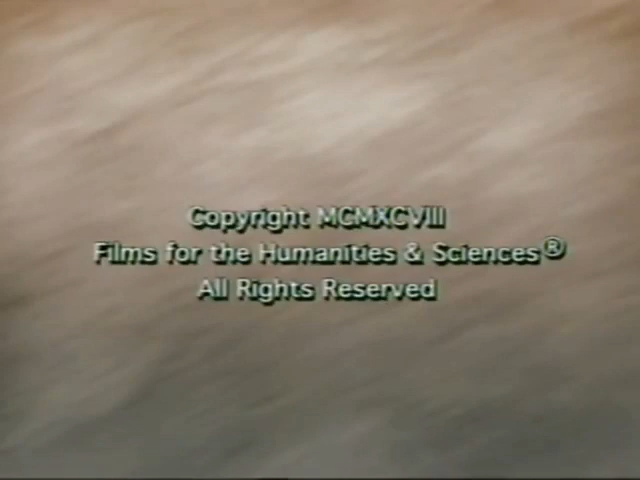 Copyright MCMXCVIII
Films for the Humanities & Sciences®
All Rights Reserved